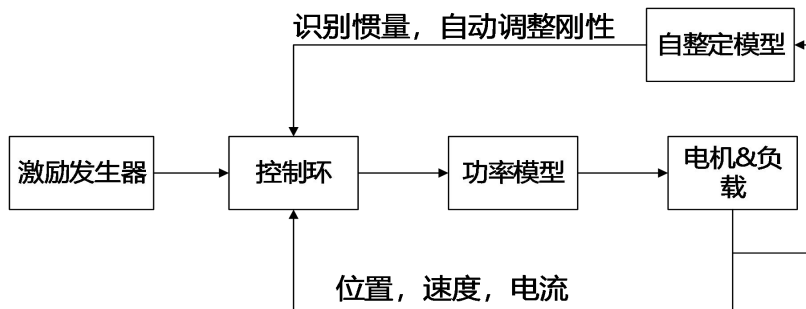 识别惯量，自动调整刚性
自整定模型
激励发生器
控制环
功率模型
电机&负
载
位置，速度，电流